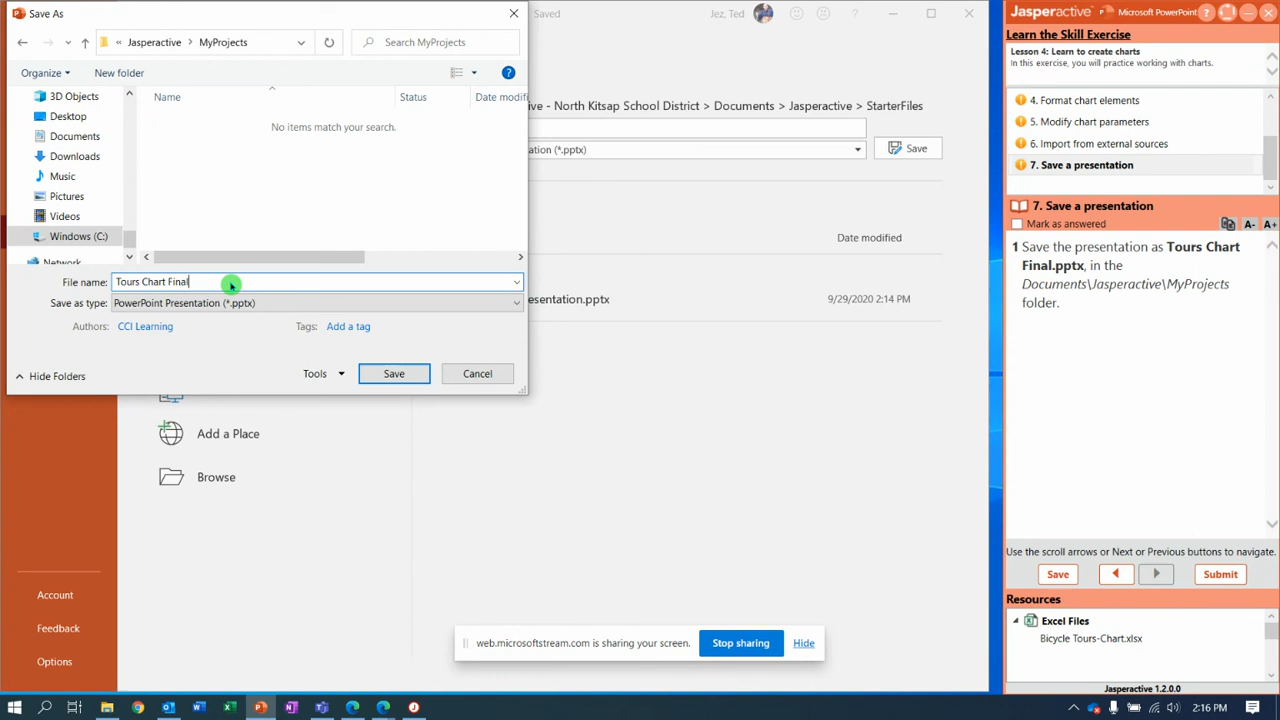 Save As
Saved
Jez, Ted
Jasperactive
Microsoft PowerPoint
Learn the Skill Exercise
Lesson 4: Learn to create charts
In this exercise, you will practice working with charts.
« Jasperactive > MyProjects
Search MyProjects
Organize
New folder
3D Objects
Desktop
Documents
Downloads
Music
Pictures
Videos
Windows (C:)
Network
Name
Status
Date modifi
No items match your search.
File name:
Tours Chart Final
Save as type:
PowerPoint Presentation (*.pptx)
Authors:
CCI Learning
Tags:
Add a tag
Hide Folders
Tools
Save
Cancel
ive - North Kitsap School District > Documents > Jasperactive > StarterFiles
tation (*.pptx)
Save
Date modified
esentation.pptx
9/29/2020 2:14 PM
Add a Place
Browse
Account
Feedback
Options
web.microsoftstream.com is sharing your screen.
Stop sharing
Hide
4. Format chart elements
5. Modify chart parameters
6. Import from external sources
7. Save a presentation
7. Save a presentation
Mark as answered
A-
A+
1 Save the presentation as Tours Chart
Final.pptx, in the
Documents\Jasperactive\MyProjects
folder.
Use the scroll arrows or Next or Previous buttons to navigate.
Save
Submit
Resources
Excel Files
Bicycle Tours-Chart.xlsx
Jasperactive 1.2.0.0
2:16 PM